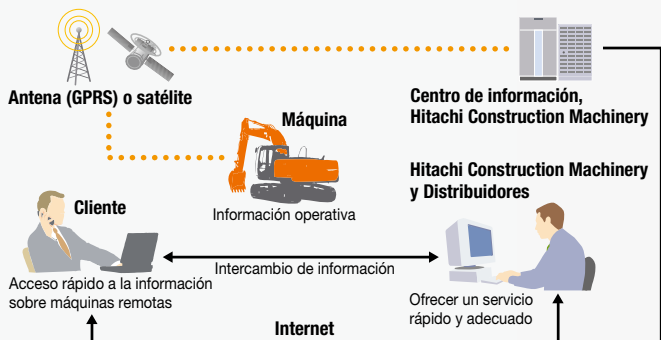 Antena (GPRS) o satélite
Centro de información,
Hitachi Construction Machinery
Máquina
Información operativa
Hitachi Construction Machinery
y Distribuidores
Cliente
Acceso rápido a la información
sobre máquinas remotas
Intercambio de información
Ofrecer un servicio
rápido y adecuado
Internet